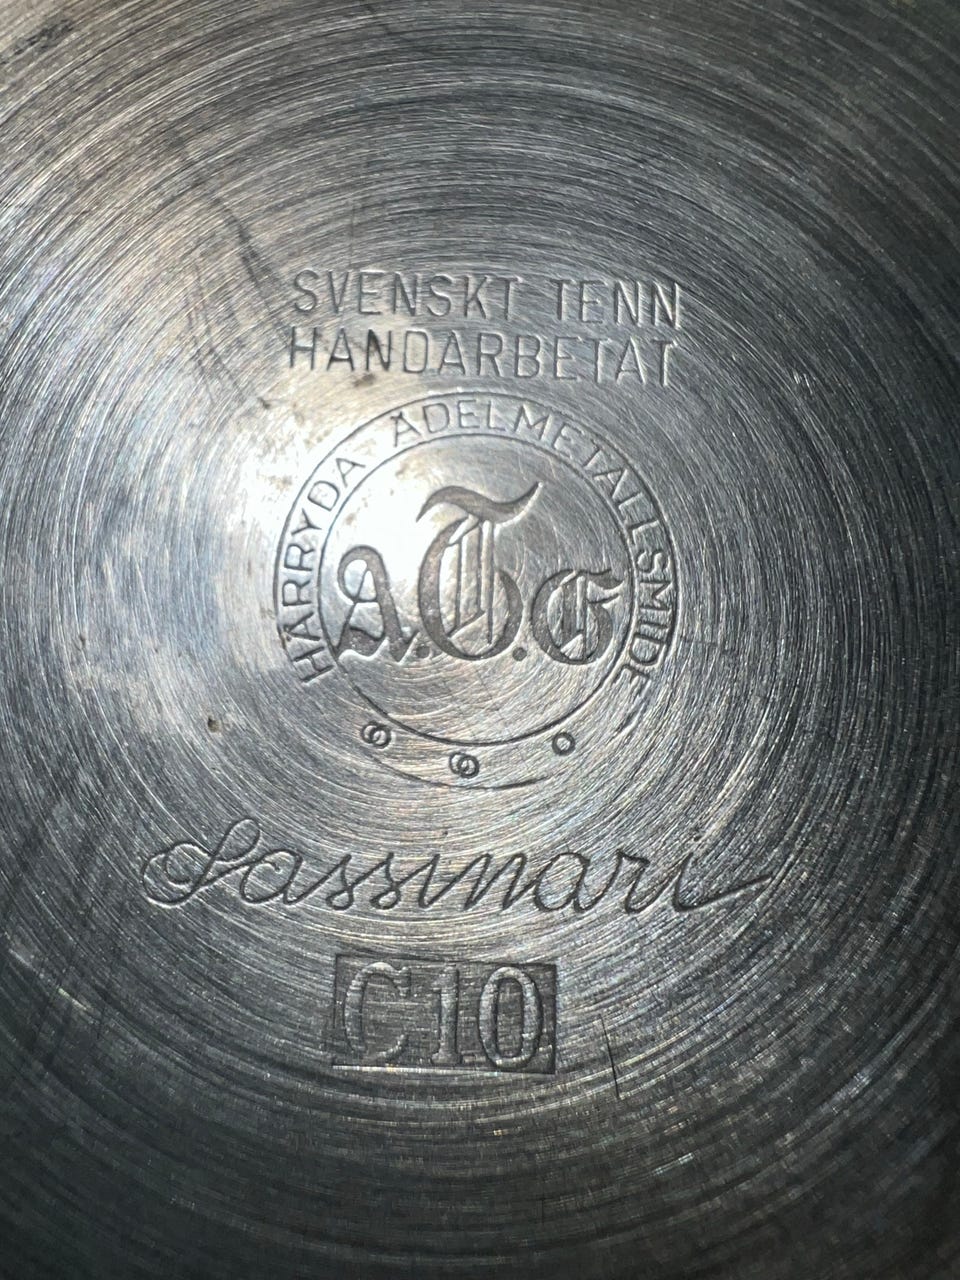 SVENSKT TENN
HANDARBETAT
HÄRRYDA ÄDELMETALLSMIDE
A.T.G
Sassinari
C10